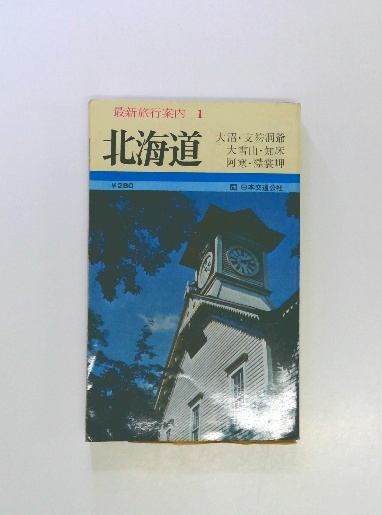 最新旅行案内 1
北海道
大沼・支笏洞爺
大雪山・知床
阿寒・襟裳岬
¥280
日本交通公社